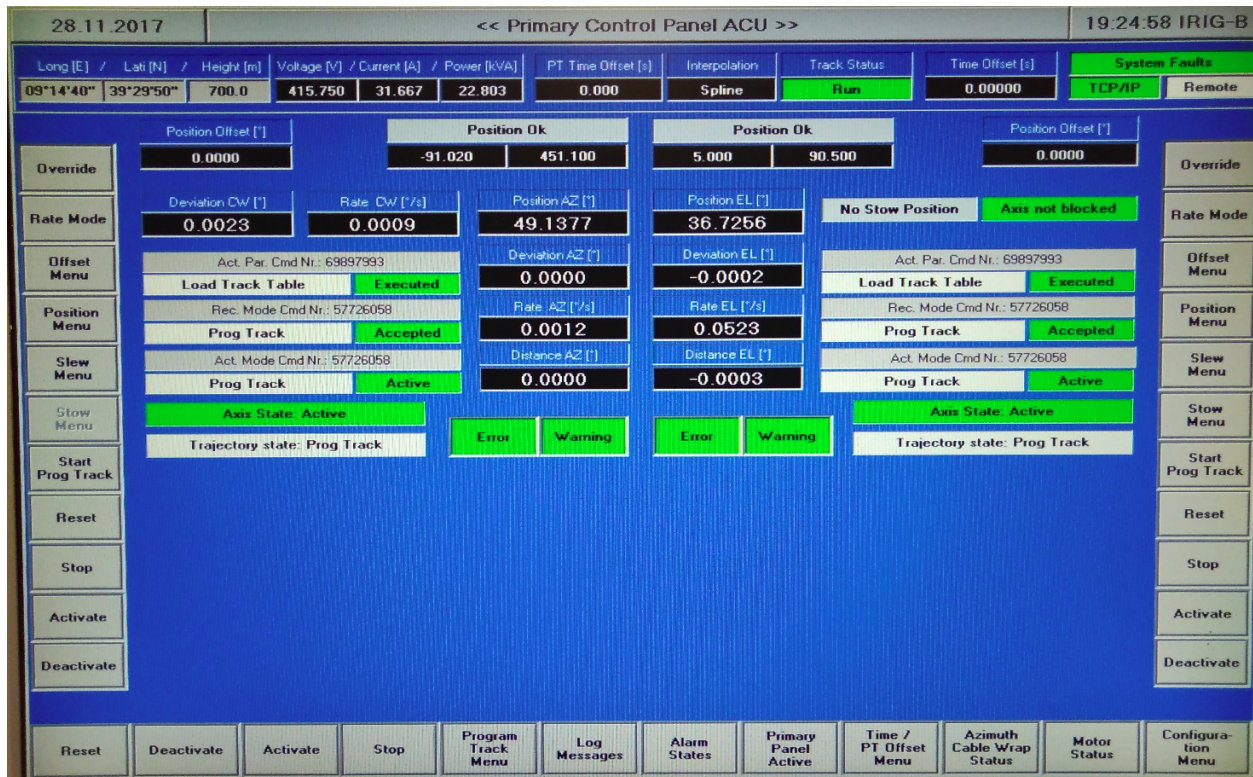 28.11.2017
<< Primary Control Panel ACU >>
19:24:58 IRIG-B
Long [E] / Lati [N] / Height [m]
Voltage [V] / Current [A] / Power [kVA]
PT Time Offset [s]
Interpolation
Track Status
Time Offset [s]
System Faults
09°14'40" 39°29'50" 700.0
415.750 31.667 22.803
0.000
Spline
Run
0.00000
TCP/IP
Remote
Position Offset [°]
0.0000
Position Ok
-91.020 451.100
Position Ok
5.000 90.500
Position Offset [°]
0.0000
Deviation CW [°]
0.0023
Rate CW [°/s]
0.0009
Position AZ [°]
49.1377
Position EL [°]
36.7256
No Stow Position
Axis not blocked
Act. Par. Cmd Nr.: 69897993
Load Track Table Executed
Rec. Mode Cmd Nr.: 57726058
Prog Track Accepted
Act. Mode Cmd Nr.: 57726058
Prog Track Active
Axis State: Active
Trajectory state: Prog Track
Deviation AZ [°]
0.0000
Rate AZ [°/s]
0.0012
Distance AZ [°]
0.0000
Error Warning
Deviation EL [°]
-0.0002
Rate EL [°/s]
0.0523
Distance EL [°]
-0.0003
Error Warning
Act. Par. Cmd Nr.: 69897993
Load Track Table Executed
Rec. Mode Cmd Nr.: 57726058
Prog Track Accepted
Act. Mode Cmd Nr.: 57726058
Prog Track Active
Axis State: Active
Trajectory state: Prog Track
Override
Rate Mode
Offset
Menu
Position
Menu
Slew
Menu
Stow
Menu
Start
Prog Track
Reset
Stop
Activate
Deactivate
Override
Rate Mode
Offset
Menu
Position
Menu
Slew
Menu
Stow
Menu
Start
Prog Track
Reset
Stop
Activate
Deactivate
Reset
Deactivate
Activate
Stop
Program
Track
Menu
Log
Messages
Alarm
States
Primary
Panel
Active
Time /
PT Offset
Menu
Azimuth
Cable Wrap
Status
Motor
Status
Configura-
tion
Menu